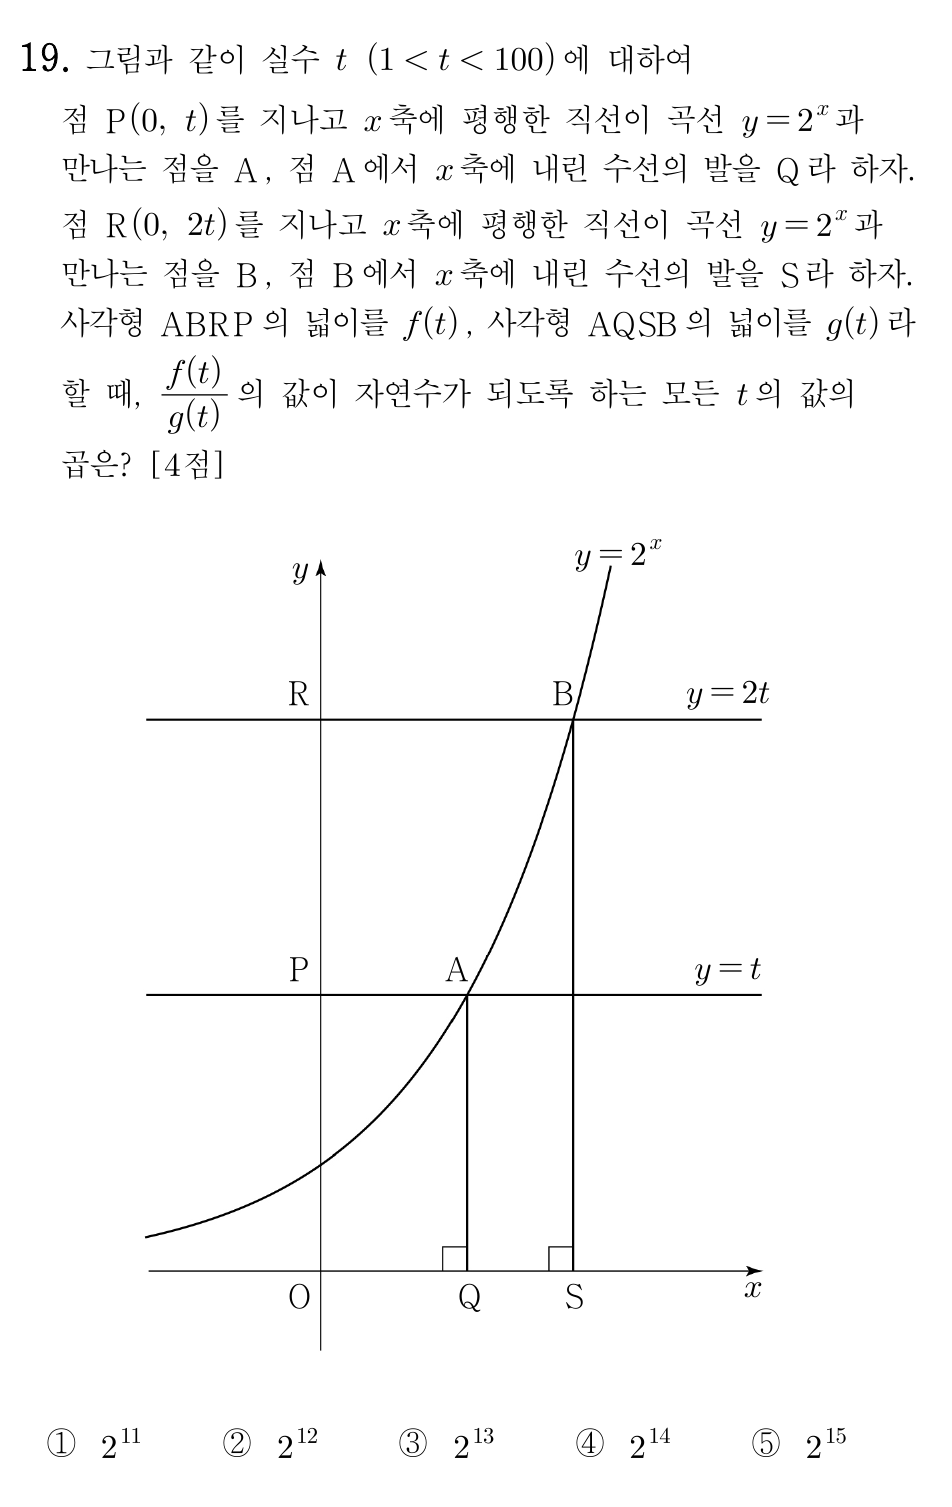 19. 그림과 같이 실수 t (1 < t < 100)에 대하여
점 P(0, t)를 지나고 x축에 평행한 직선이 곡선 y = 2^x과
만나는 점을 A, 점 A에서 x축에 내린 수선의 발을 Q라 하자.
점 R(0, 2t)를 지나고 x축에 평행한 직선이 곡선 y = 2^x과
만나는 점을 B, 점 B에서 x축에 내린 수선의 발을 S라 하자.
사각형 ABRP의 넓이를 f(t), 사각형 AQSB의 넓이를 g(t)라
할 때, f(t)/g(t)의 값이 자연수가 되도록 하는 모든 t의 값의
곱은? [4점]
y = 2^x
y
R B y = 2t
P A y = t
O Q S x
① 2^11 ② 2^12 ③ 2^13 ④ 2^14 ⑤ 2^15